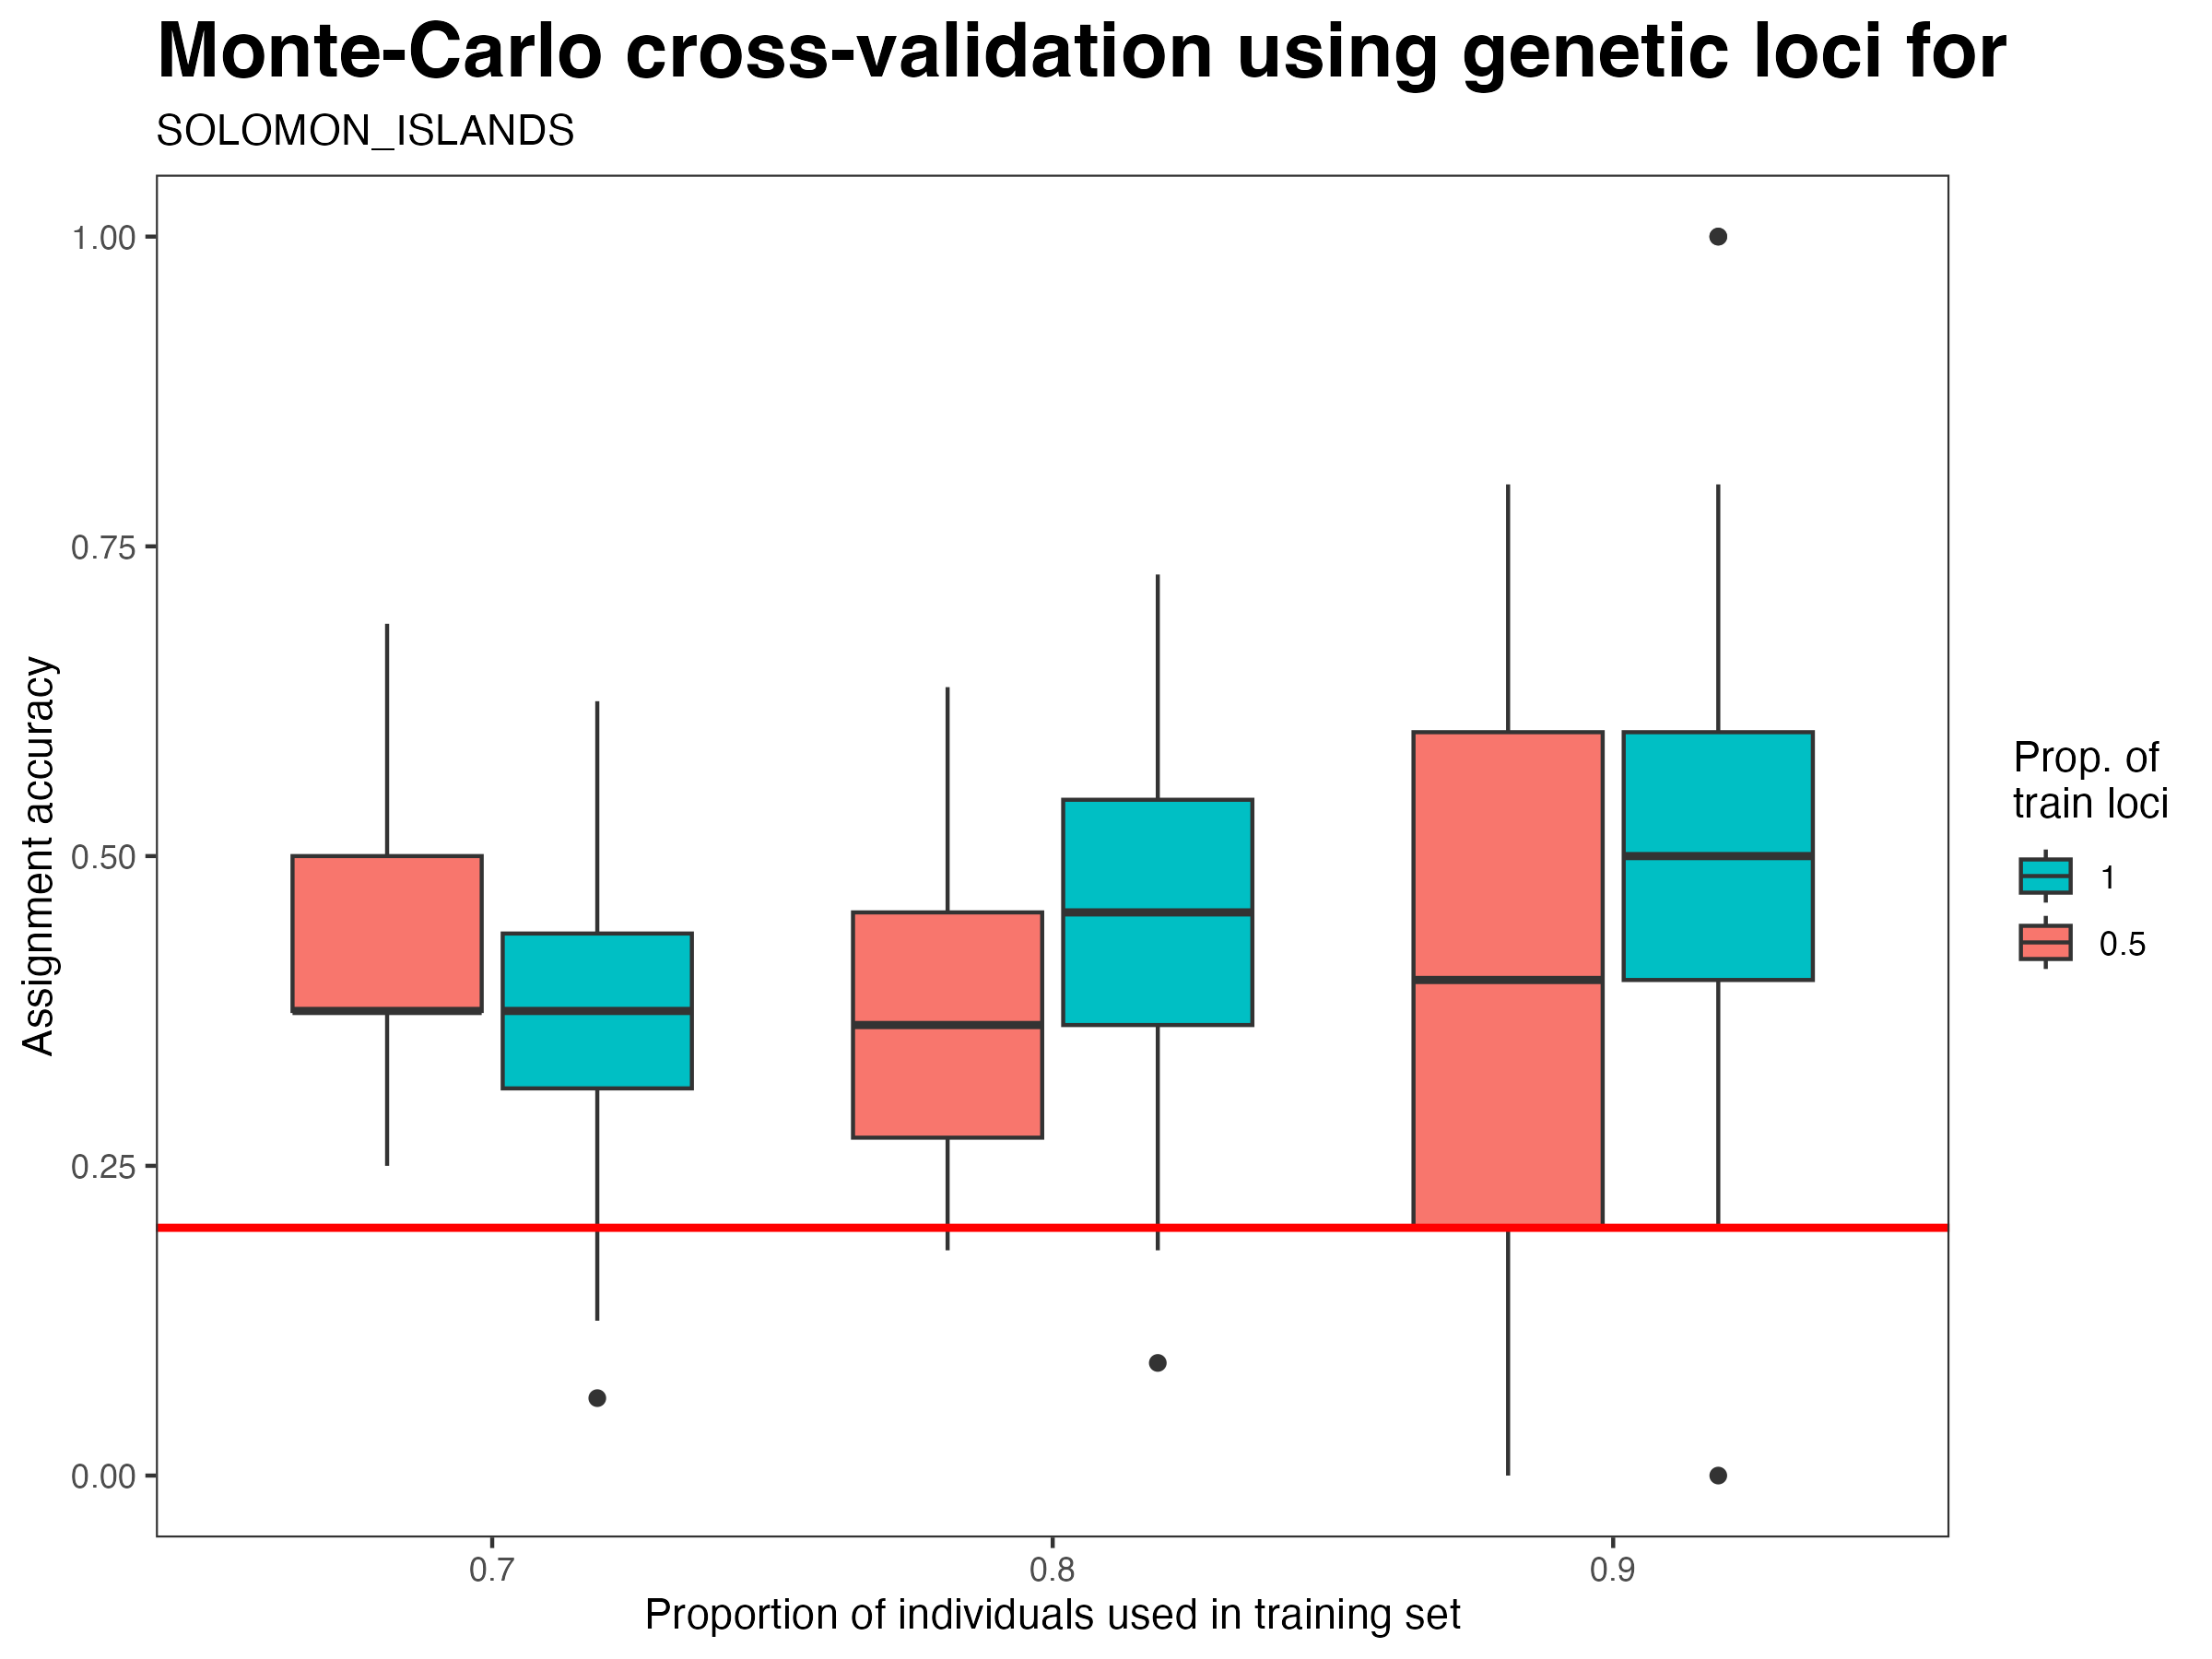 Monte-Carlo cross-validation using genetic loci for
SOLOMON_ISLANDS
1.00
0.75
0.50
0.25
0.00
Assignment accuracy
0.7
0.8
0.9
Proportion of individuals used in training set
Prop. of
train loci
1
0.5